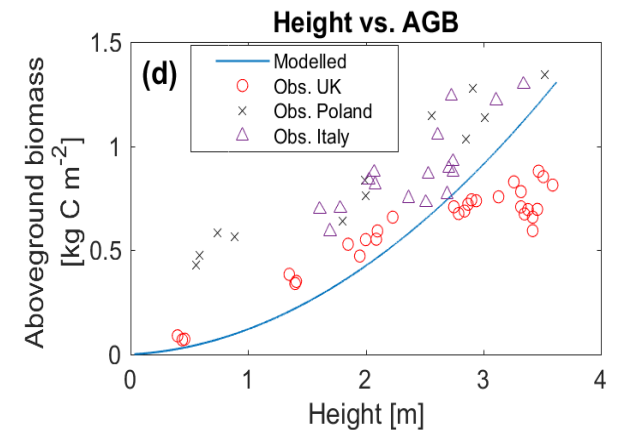 Height vs. AGB
(d)
Modelled
Obs. UK
Obs. Poland
Obs. Italy
Aboveground biomass
[kg C m⁻²]
1.5
1
0.5
0
0 1 2 3 4
Height [m]